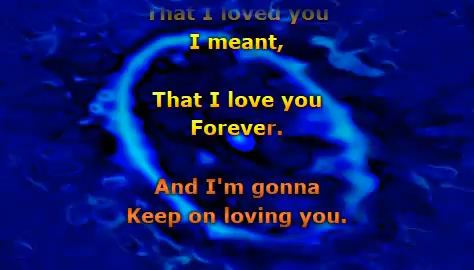 That I loved you
I meant,
That I love you
Forever.
And I'm gonna
Keep on loving you.